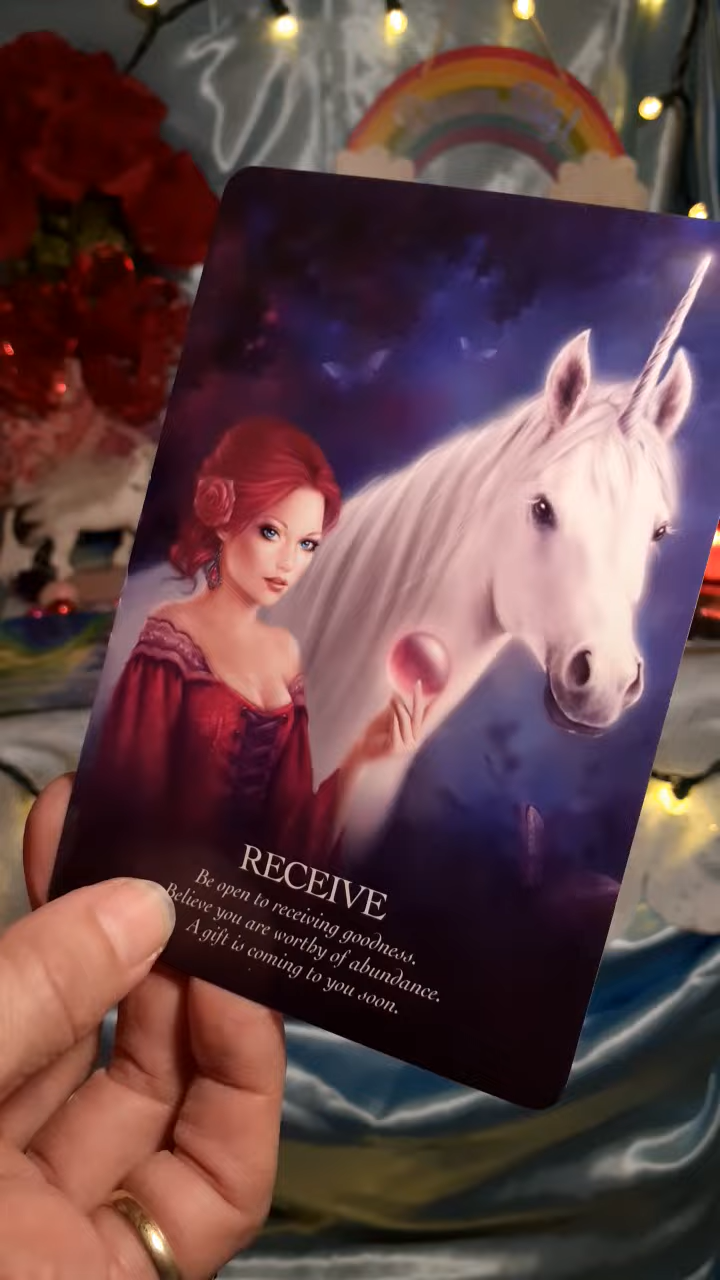 RECEIVE
Be open to receiving goodness.
Believe you are worthy of abundance.
A gift is coming to you soon.